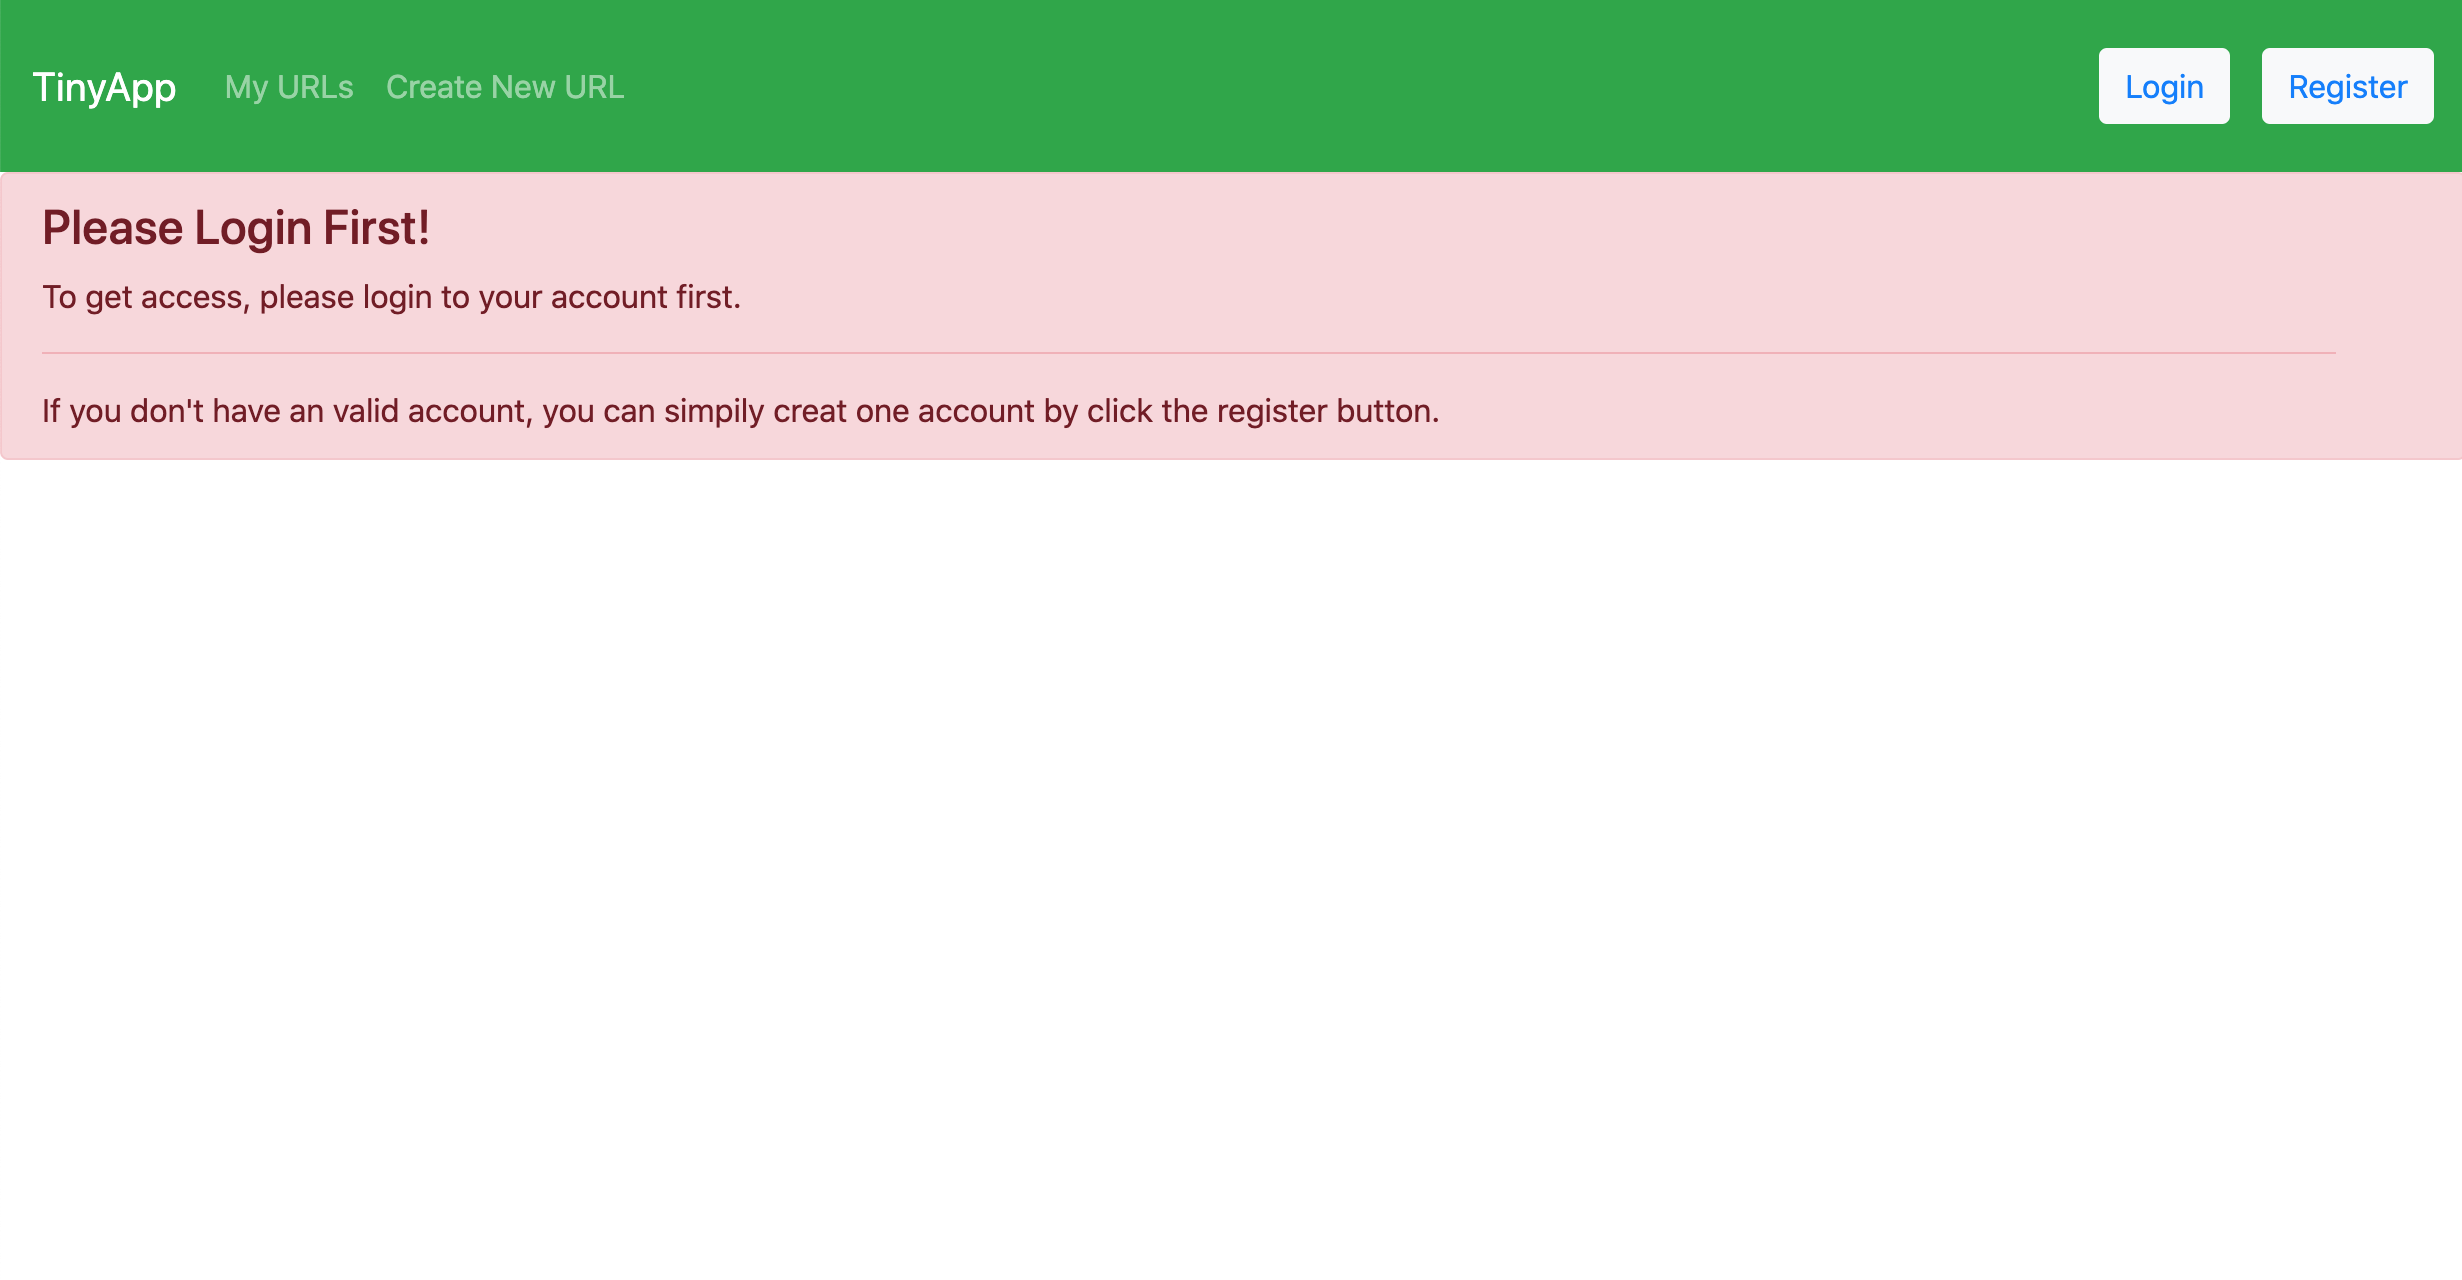 TinyApp My URLs Create New URL Login Register
Please Login First!
To get access, please login to your account first.
If you don't have an valid account, you can simpily creat one account by click the register button.